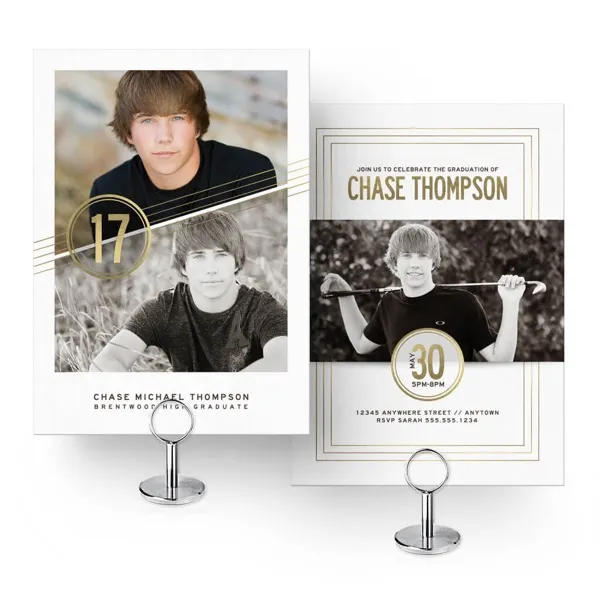 17
CHASE MICHAEL THOMPSON
BRENTWOOD HIGH GRADUATE
JOIN US TO CELEBRATE THE GRADUATION OF
CHASE THOMPSON
MAY
30
5PM-8PM
12345 ANYWHERE STREET // ANYTOWN
RSVP SARAH 555.555.1234